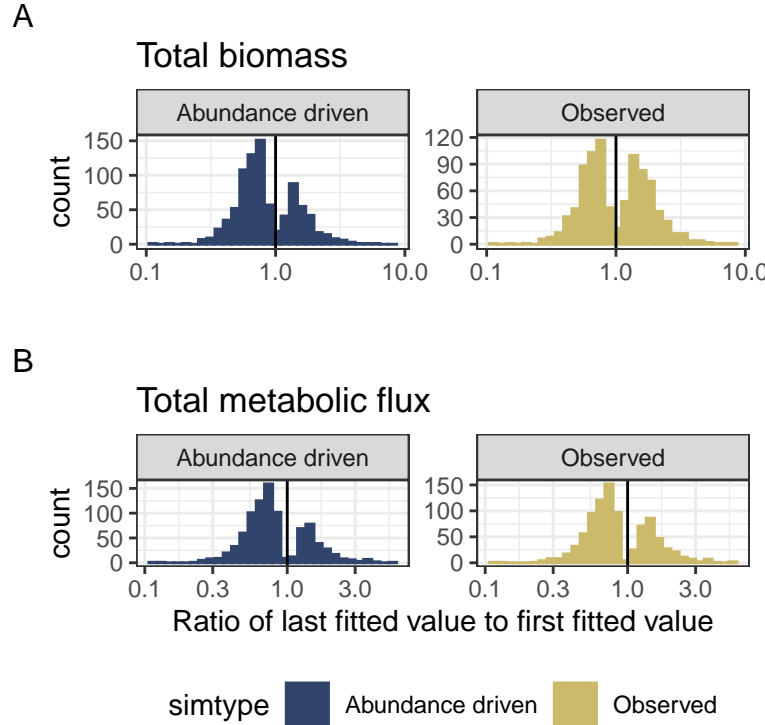 A
Total biomass
Abundance driven Observed
count
150
100
50
0
0.1 1.0 10.0
120
90
60
30
0
0.1 1.0 10.0
B
Total metabolic flux
Abundance driven Observed
count
150
100
50
0
0.1 0.3 1.0 3.0
150
100
50
0
0.1 0.3 1.0 3.0
Ratio of last fitted value to first fitted value
simtype Abundance driven Observed